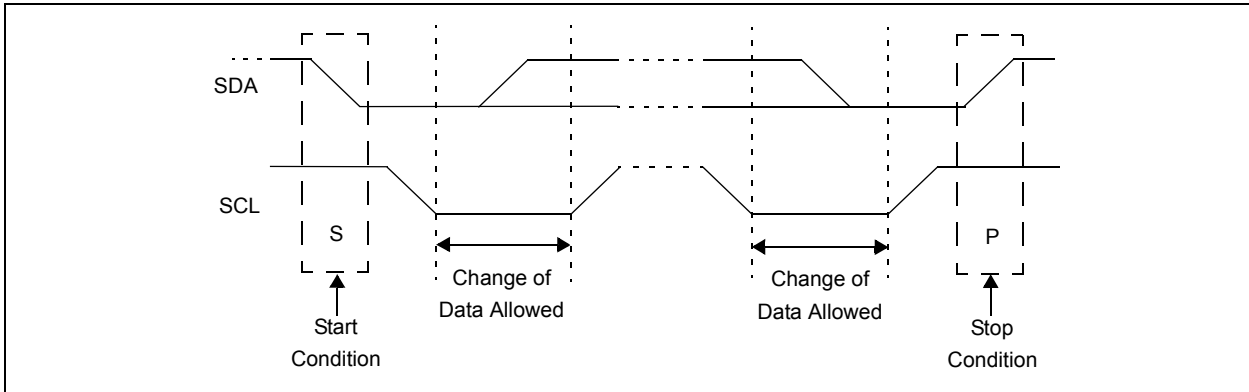 SDA
SCL
S
P
Change of
Data Allowed
Change of
Data Allowed
Start
Condition
Stop
Condition